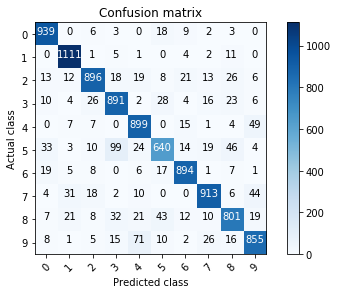 Confusion matrix
0 939 0 6 3 0 18 9 2 3 0
1 0 1111 1 5 1 0 4 2 11 0
2 13 12 896 18 19 8 21 13 26 6
3 10 4 26 891 2 28 4 16 23 6
4 0 7 7 0 899 0 15 1 4 49
5 33 3 10 99 24 640 14 19 46 4
6 19 5 8 0 6 17 894 1 7 1
7 4 31 18 2 10 0 0 913 6 44
8 7 21 8 32 21 43 12 10 801 19
9 8 1 5 15 71 10 2 26 16 855
0 1 2 3 4 5 6 7 8 9
Predicted class
Actual class
1000
800
600
400
200
0